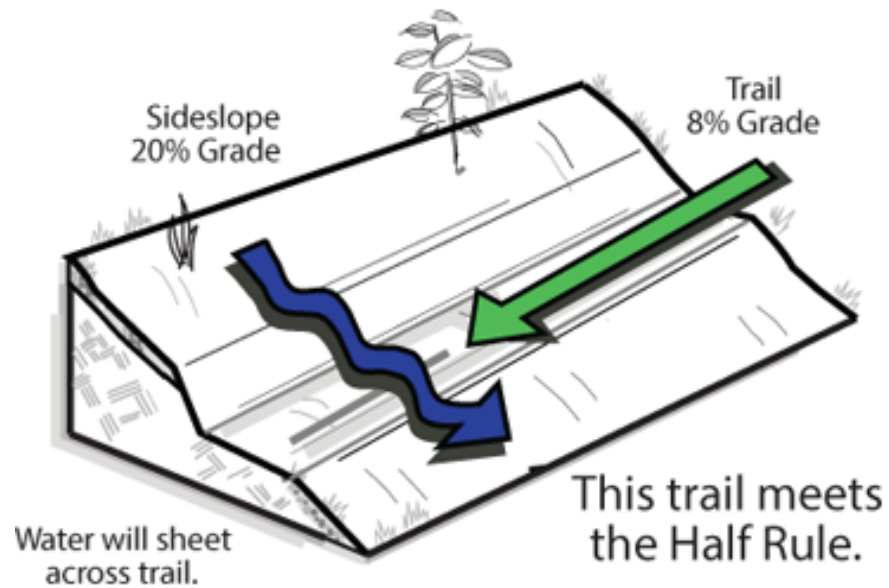 Sideslope
20% Grade
Trail
8% Grade
This trail meets
the Half Rule.
Water will sheet
across trail.